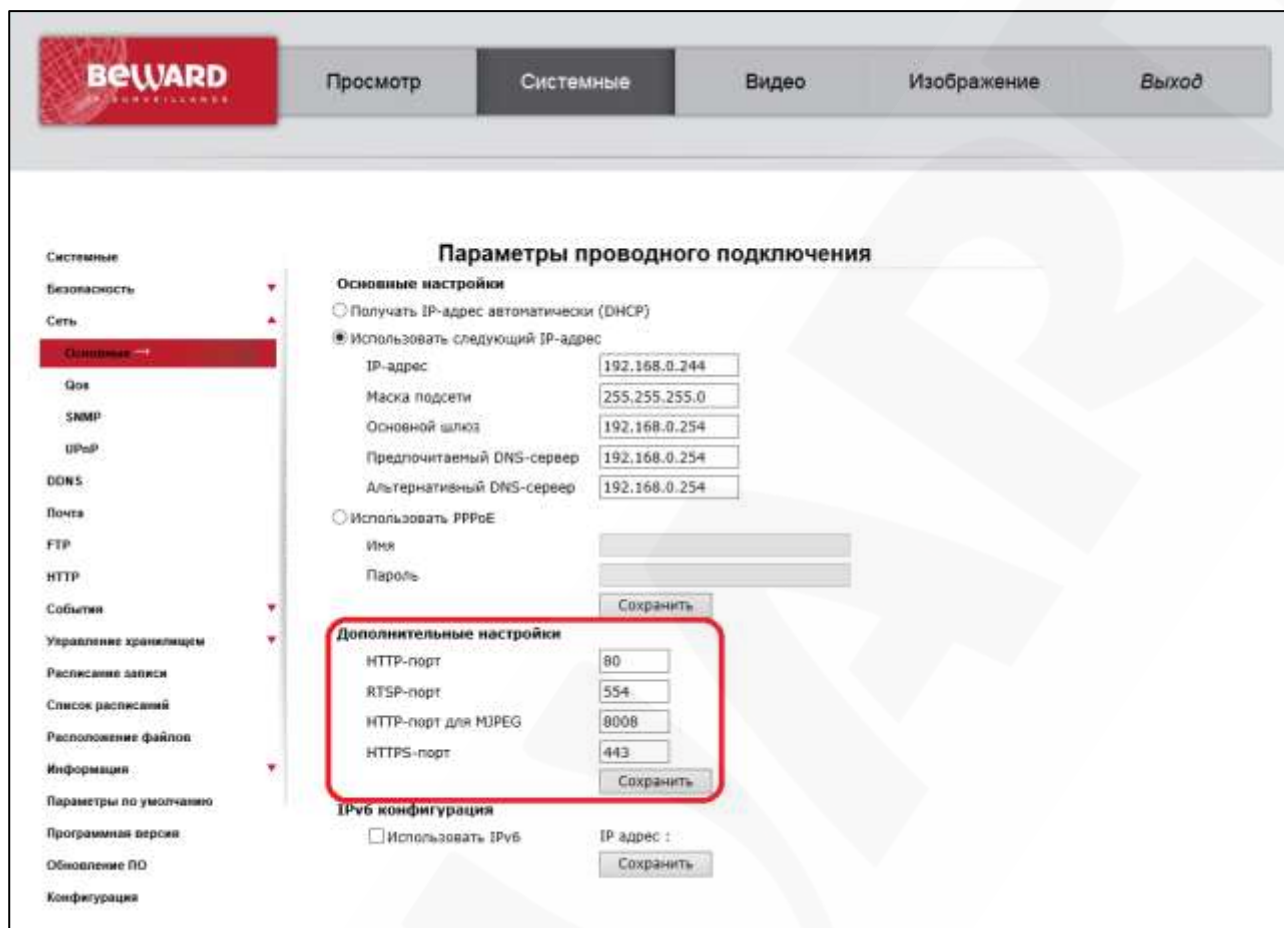 BEWARD
IP SURVEILLANCE
Просмотр
Системные
Видео
Изображение
Выход
Системные
Безопасность
Сеть
Основные
Qos
SNMP
UPnP
DDNS
Почта
FTP
HTTP
События
Управление хранилищем
Расписание записи
Список расписаний
Расположение файлов
Информация
Параметры по умолчанию
Программная версия
Обновление ПО
Конфигурация
Параметры проводного подключения
Основные настройки
Получать IP-адрес автоматически (DHCP)
Использовать следующий IP-адрес
IP-адрес 192.168.0.244
Маска подсети 255.255.255.0
Основной шлюз 192.168.0.254
Предпочитаемый DNS-сервер 192.168.0.254
Альтернативный DNS-сервер 192.168.0.254
Использовать PPPoE
Имя
Пароль
Сохранить
Дополнительные настройки
HTTP-порт 80
RTSP-порт 554
HTTP-порт для MJPEG 8008
HTTPS-порт 443
Сохранить
IPv6 конфигурация
Использовать IPv6 IP адрес :
Сохранить